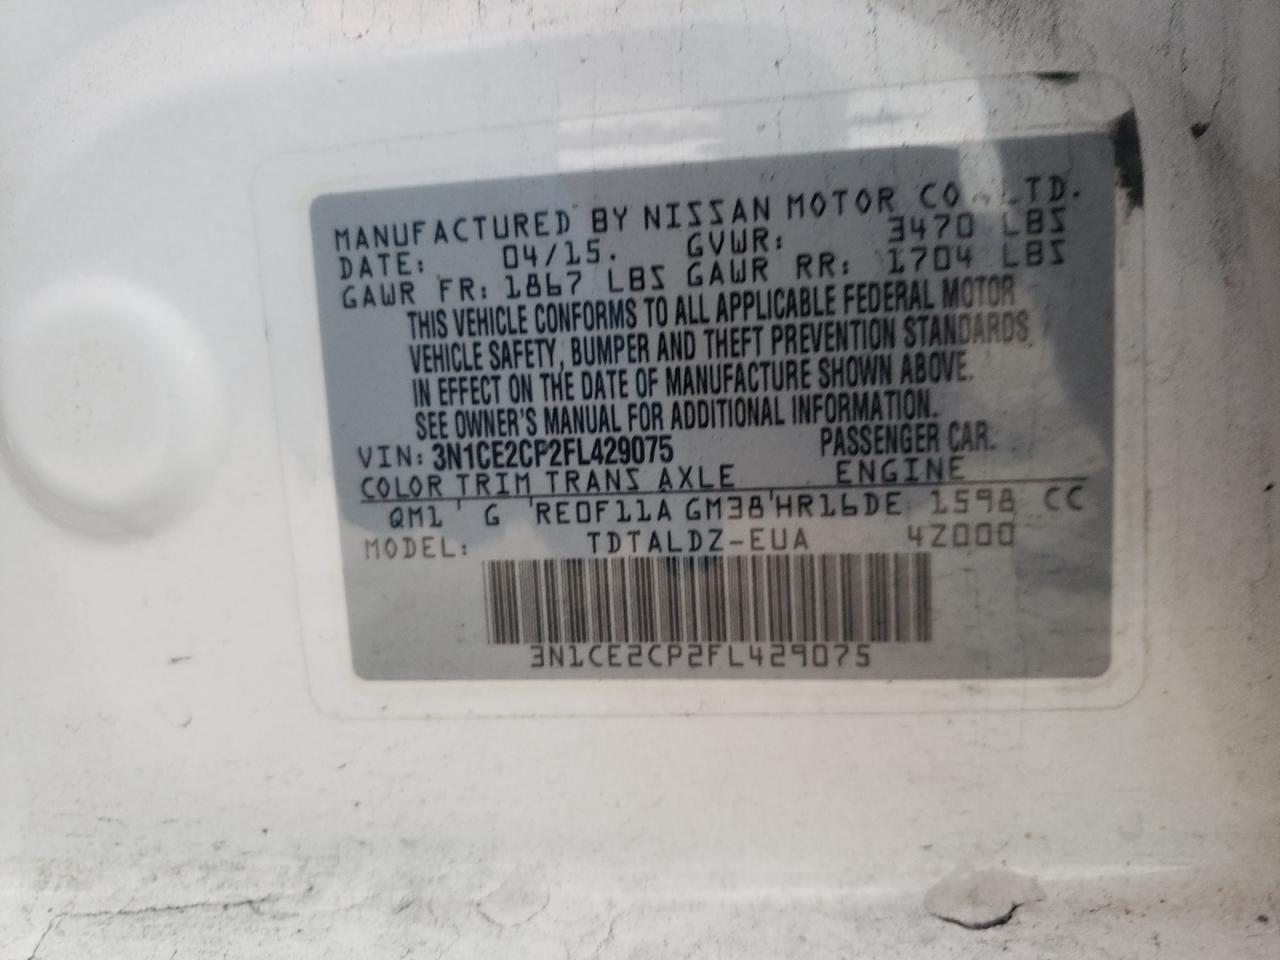 MANUFACTURED BY NISSAN MOTOR CO., LTD.
DATE: 04/15. GVWR: 3470 LBS
GAWR FR: 1867 LBS GAWR RR: 1704 LBS
THIS VEHICLE CONFORMS TO ALL APPLICABLE FEDERAL MOTOR
VEHICLE SAFETY, BUMPER AND THEFT PREVENTION STANDARDS
IN EFFECT ON THE DATE OF MANUFACTURE SHOWN ABOVE.
SEE OWNER'S MANUAL FOR ADDITIONAL INFORMATION.
VIN: 3N1CE2CP2FL429075 PASSENGER CAR.
COLOR TRIM TRANS AXLE ENGINE
QM1 ' G 'RE0F11A GM38'HR16DE 1598 CC
MODEL: TDTALDZ-EUA 4Z000
3N1CE2CP2FL429075